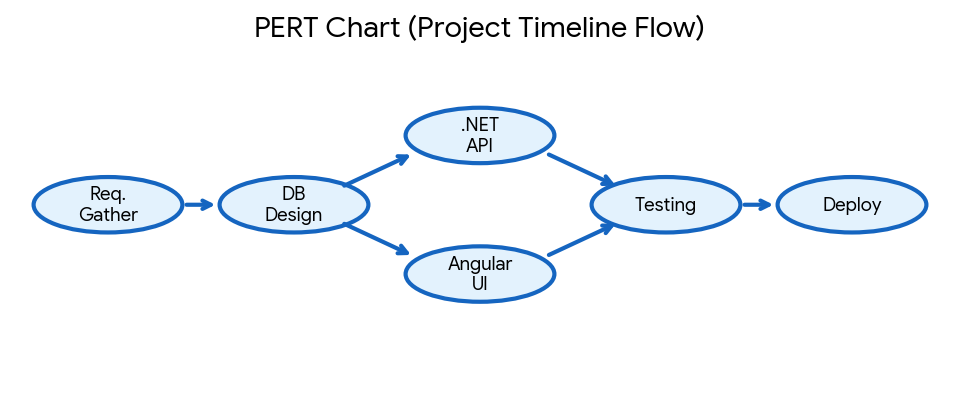 PERT Chart (Project Timeline Flow)
Req.
Gather
DB
Design
.NET
API
Angular
UI
Testing
Deploy